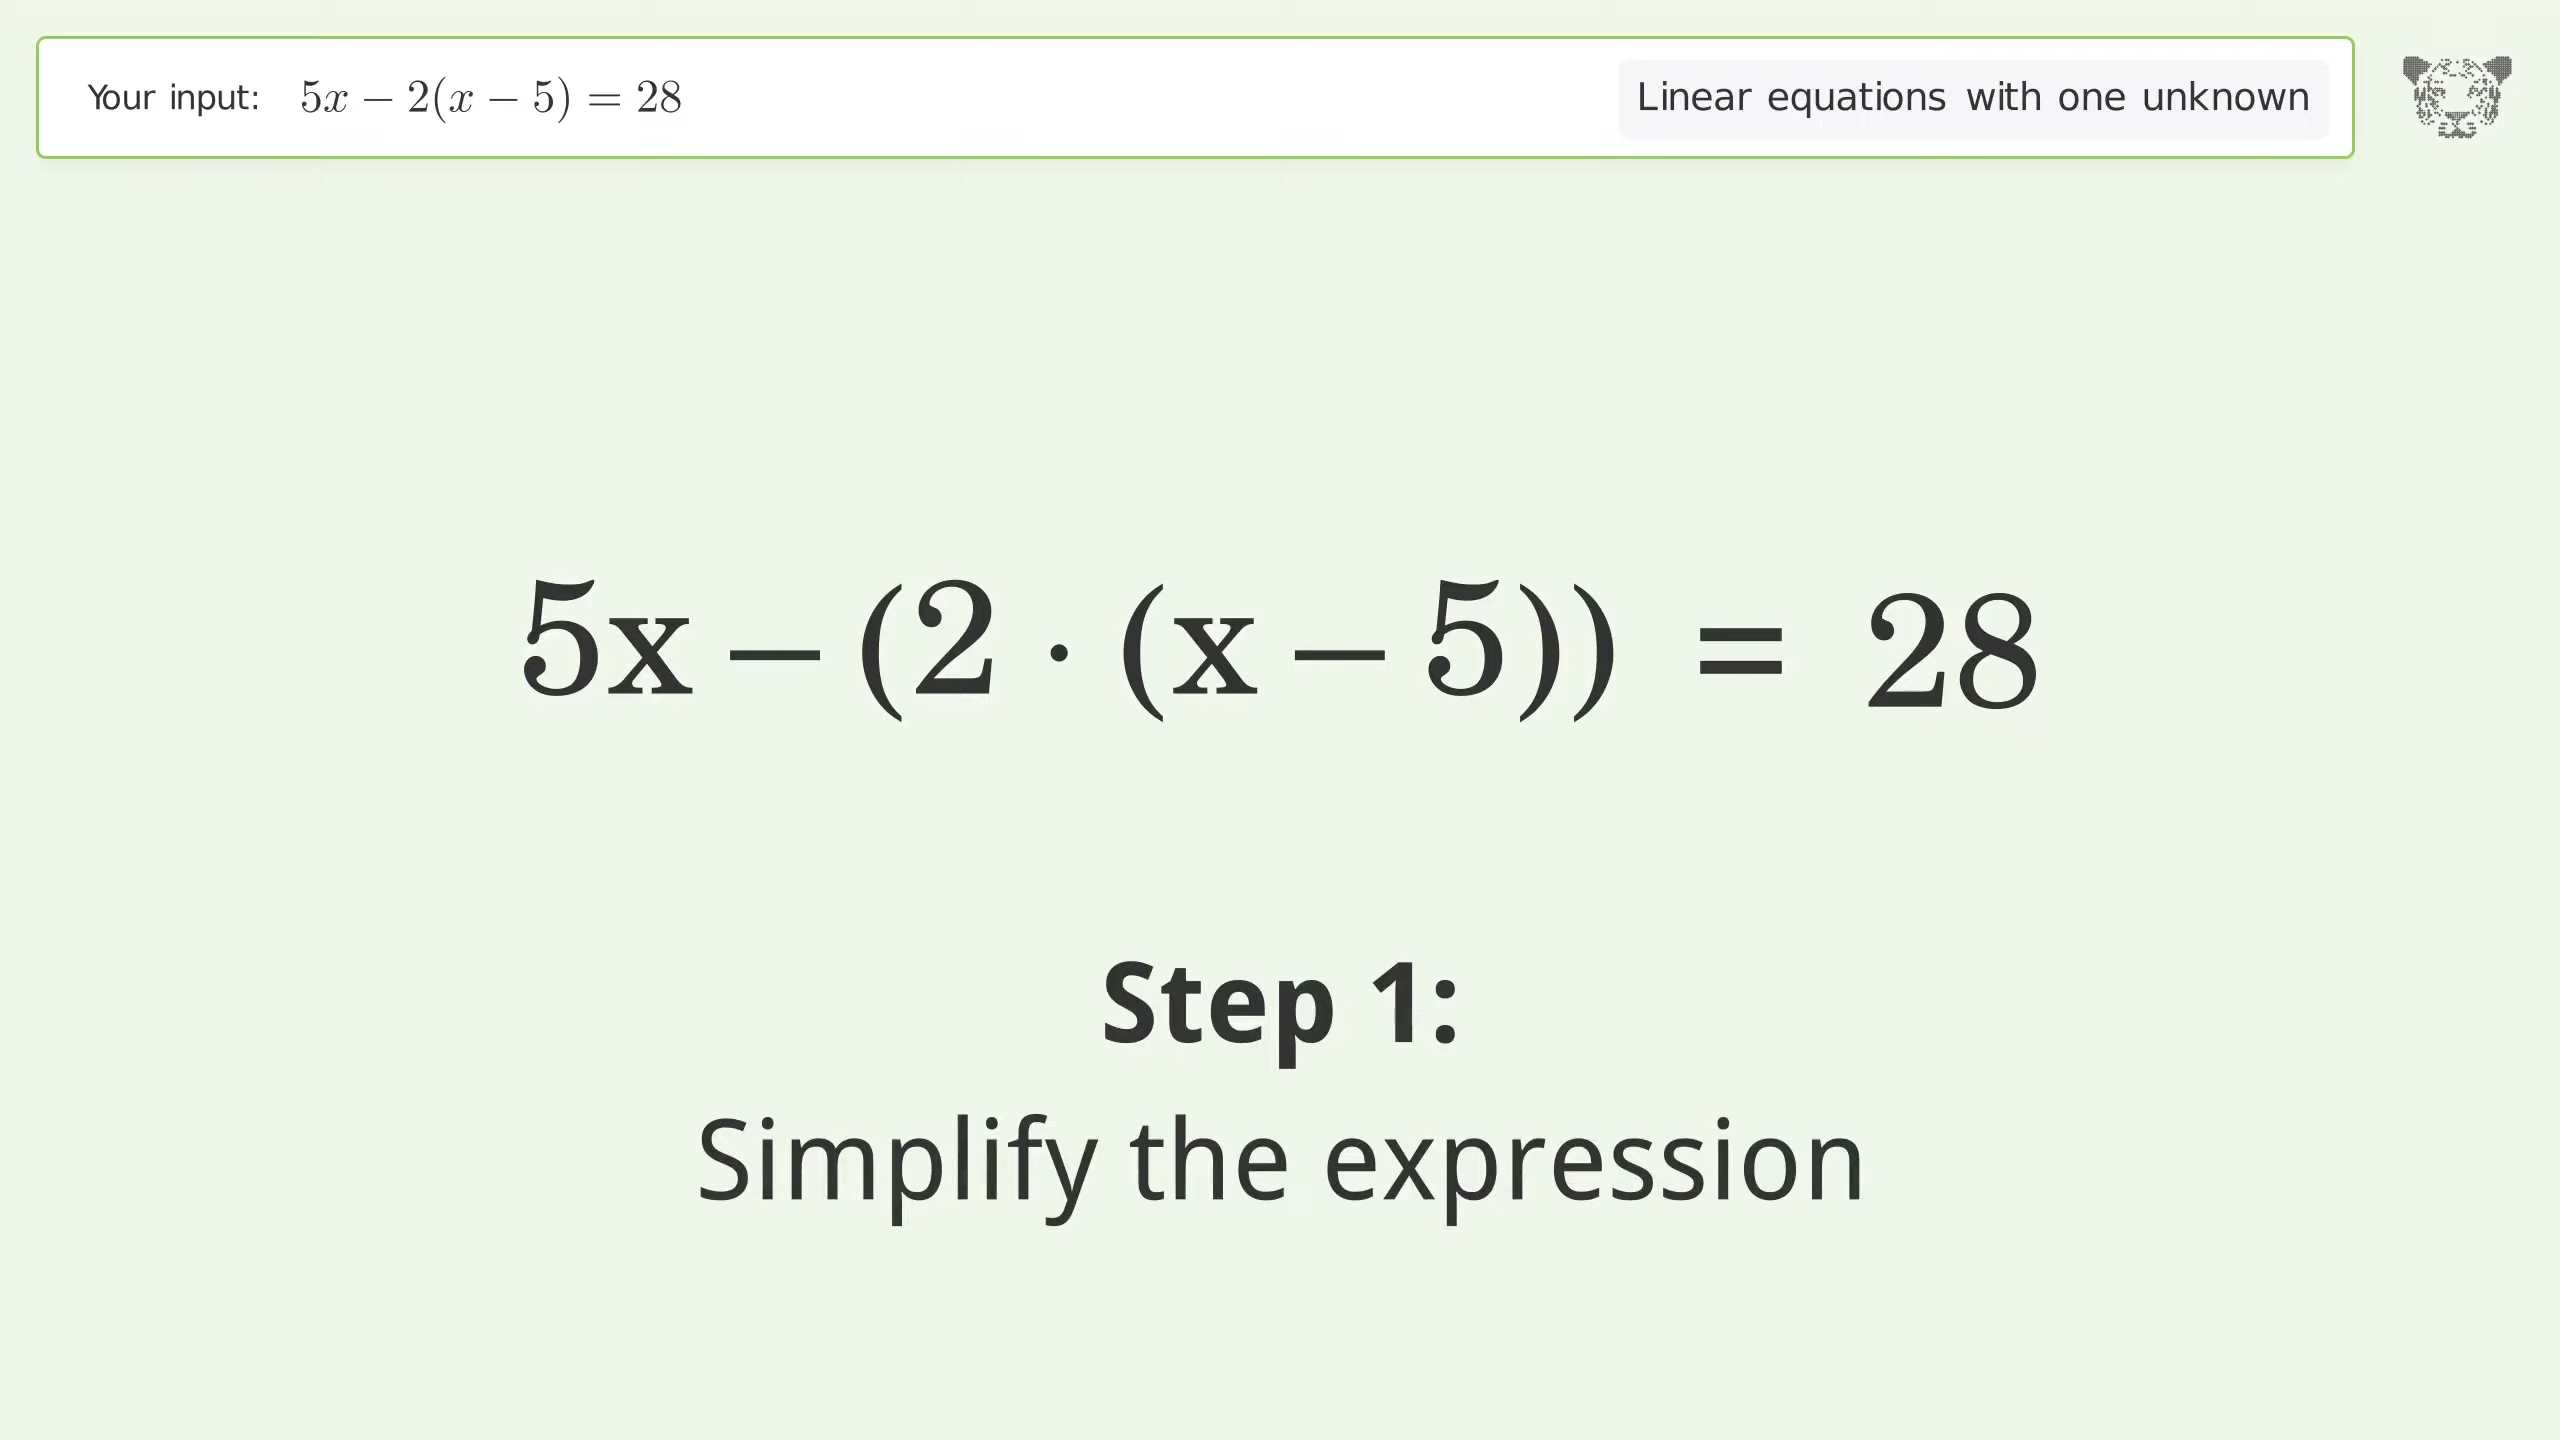 Your input: 5x − 2(x − 5) = 28
Linear equations with one unknown
5x − (2 · (x − 5)) = 28
Step 1:
Simplify the expression